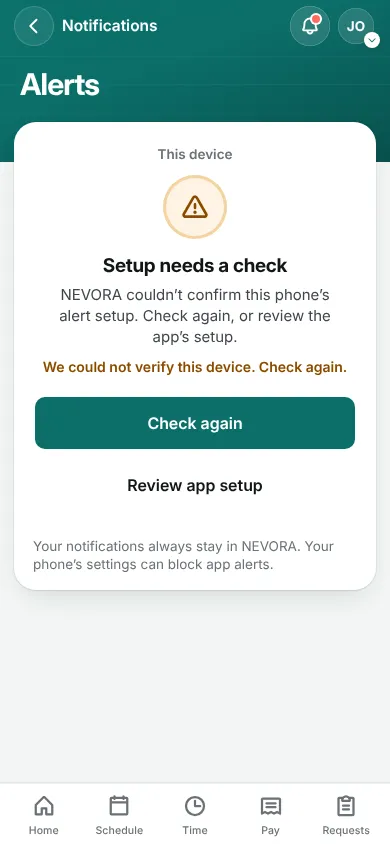 Notifications
JO
Alerts
This device
Setup needs a check
NEVORA couldn’t confirm this phone’s
alert setup. Check again, or review the
app’s setup.
We could not verify this device. Check again.
Check again
Review app setup
Your notifications always stay in NEVORA. Your
phone’s settings can block app alerts.
Home
Schedule
Time
Pay
Requests